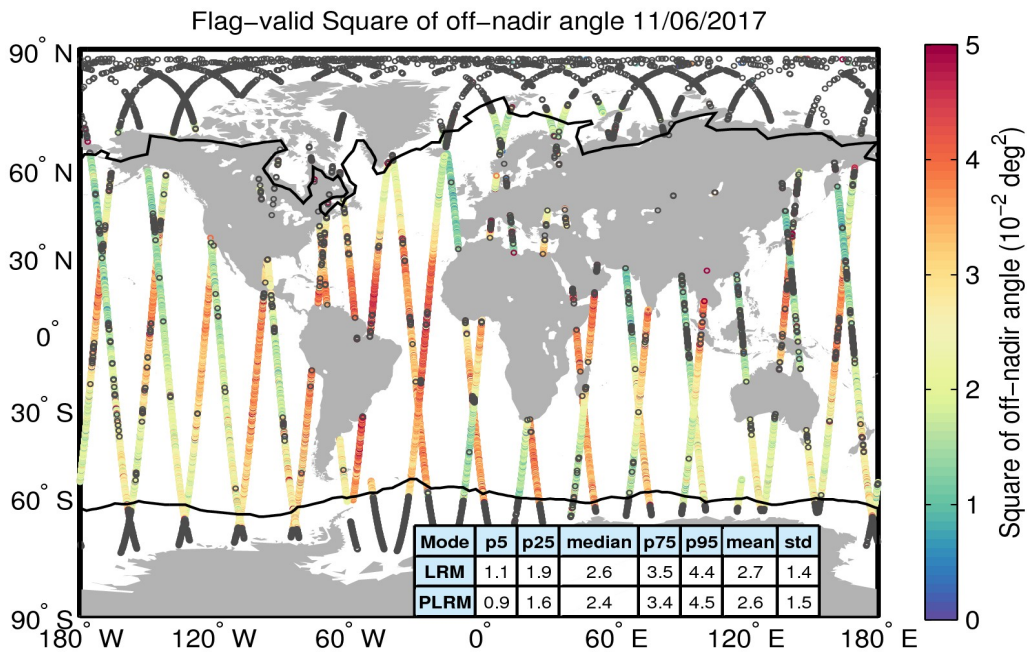 Flag−valid Square of off−nadir angle 11/06/2017
90° N
60° N
30° N
0°
30° S
60° S
90° S
180° W
120° W
60° W
0°
60° E
120° E
180° E
Mode p5 p25 median p75 p95 mean std
LRM 1.1 1.9 2.6 3.5 4.4 2.7 1.4
PLRM 0.9 1.6 2.4 3.4 4.5 2.6 1.5
5
4
3
2
1
0
Square of off−nadir angle (10⁻² deg²)